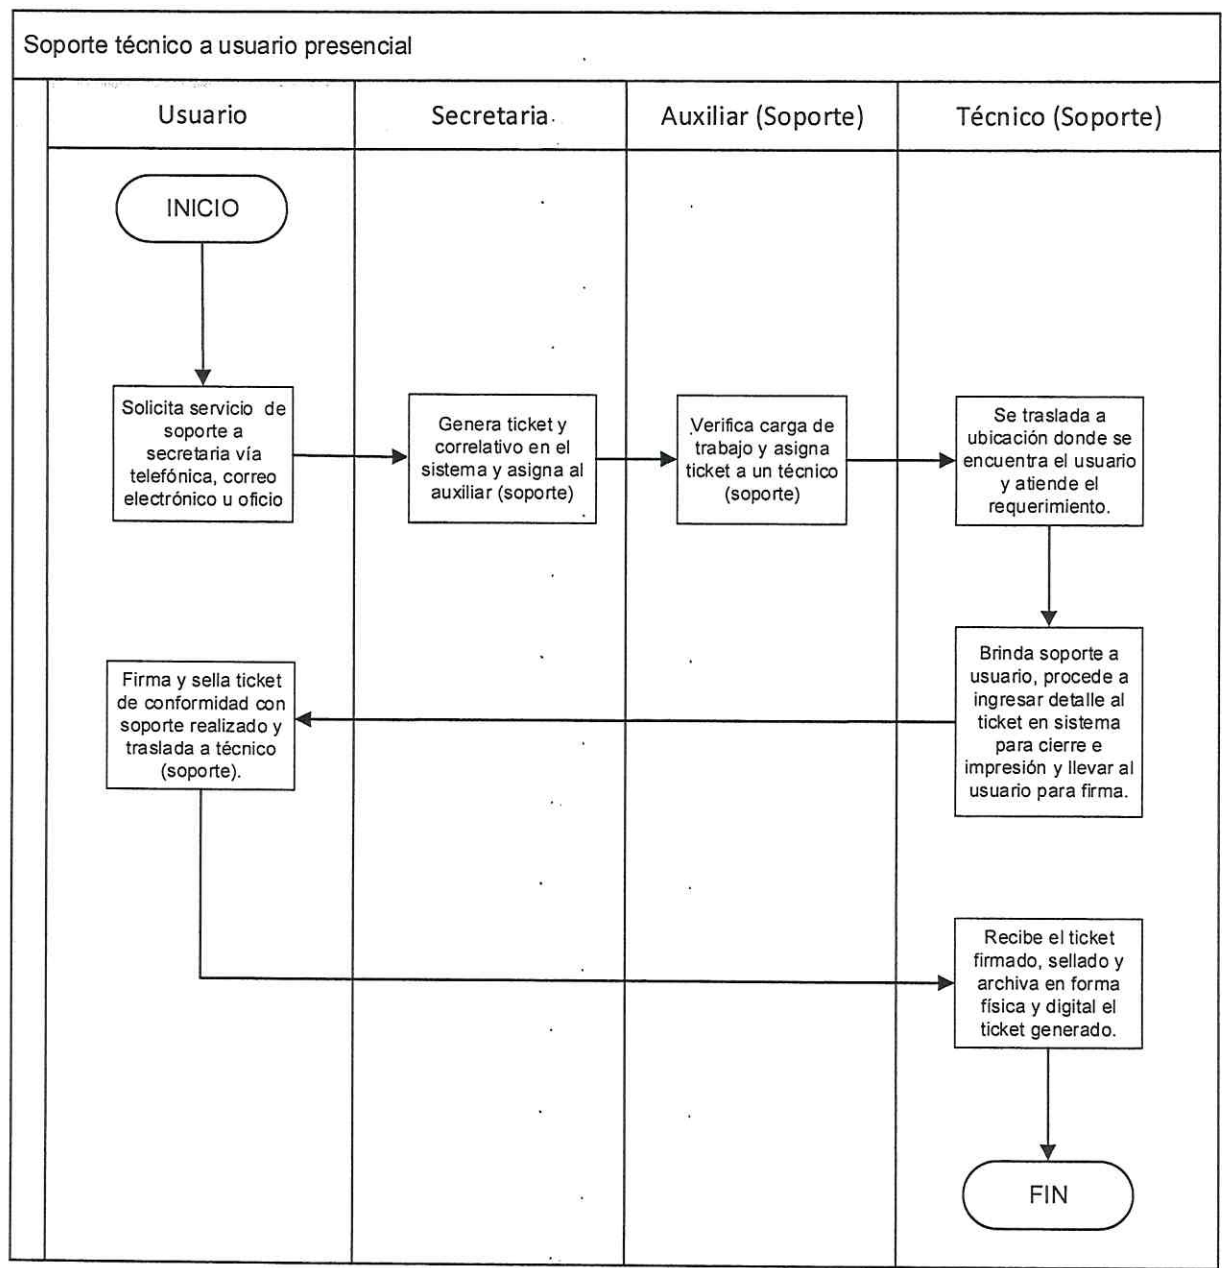 Soporte técnico a usuario presencial
Usuario
Secretaria
Auxiliar (Soporte)
Técnico (Soporte)
INICIO
Solicita servicio de
soporte a
secretaria vía
telefónica, correo
electrónico u oficio
Genera ticket y
correlativo en el
sistema y asigna al
auxiliar (soporte)
Verifica carga de
trabajo y asigna
ticket a un técnico
(soporte)
Se traslada a
ubicación donde se
encuentra el usuario
y atiende el
requerimiento.
Brinda soporte a
usuario, procede a
ingresar detalle al
ticket en sistema
para cierre e
impresión y llevar al
usuario para firma.
Firma y sella ticket
de conformidad con
soporte realizado y
traslada a técnico
(soporte).
Recibe el ticket
firmado, sellado y
archiva en forma
física y digital el
ticket generado.
FIN